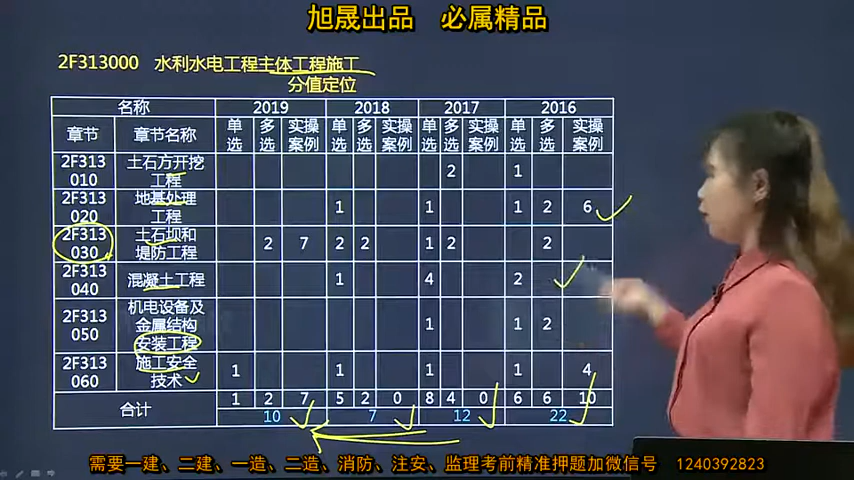 旭晟出品 必属精品
2F313000 水利水电工程主体工程施工
分值定位
名称 2019 2018 2017 2016
章节 章节名称 单选 多选 实操案例 单选 多选 实操案例 单选 多选 实操案例 单选 多选 实操案例
2F313010 土石方开挖工程 2 1
2F313020 地基处理工程 1 1 1 2 6
2F313030 土石坝和堤防工程 2 7 2 2 1 2 2
2F313040 混凝土工程 1 4 2
2F313050 机电设备及金属结构安装工程 1 1 2
2F313060 施工安全技术 1 1 1 1 4
合计 1 2 7 5 2 0 8 4 0 6 6 10
10 7 12 22
需要一建、二建、一造、二造、消防、注安、监理考前精准押题加微信号 1240392823